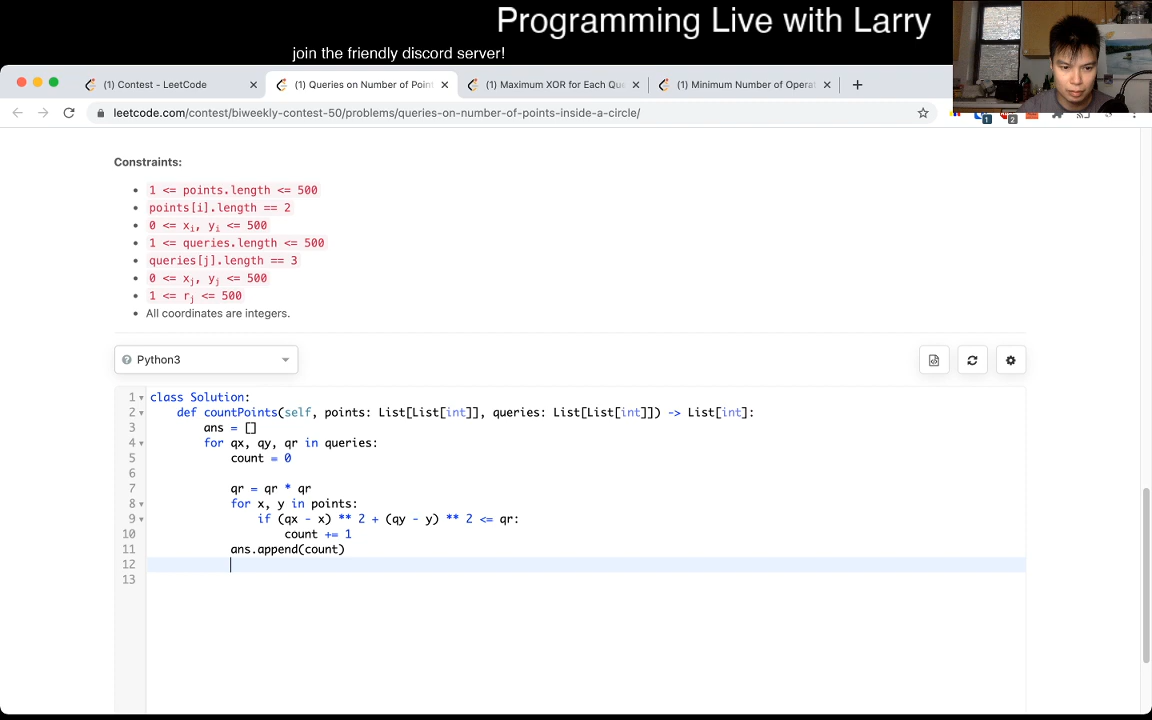 Programming Live with Larry
join the friendly discord server!
(1) Contest - LeetCode
(1) Queries on Number of Poin
(1) Maximum XOR for Each Que
(1) Minimum Number of Operat
leetcode.com/contest/biweekly-contest-50/problems/queries-on-number-of-points-inside-a-circle/
1
2
Constraints:
1 <= points.length <= 500
points[i].length == 2
0 <= xi, yi <= 500
1 <= queries.length <= 500
queries[j].length == 3
0 <= xj, yj <= 500
1 <= rj <= 500
All coordinates are integers.
Python3
1 class Solution:
2 def countPoints(self, points: List[List[int]], queries: List[List[int]]) -> List[int]:
3 ans = []
4 for qx, qy, qr in queries:
5 count = 0
6
7 qr = qr * qr
8 for x, y in points:
9 if (qx - x) ** 2 + (qy - y) ** 2 <= qr:
10 count += 1
11 ans.append(count)
12
13